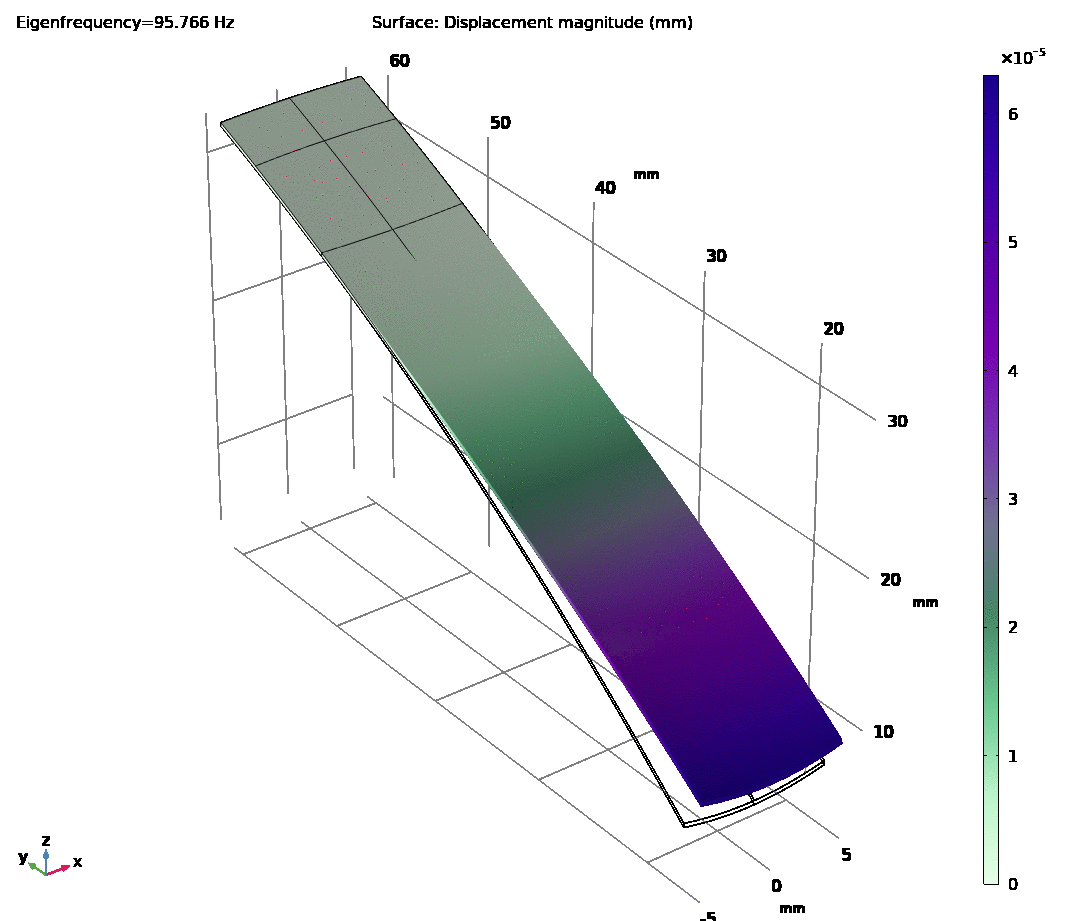 Eigenfrequency=95.766 Hz
Surface: Displacement magnitude (mm)
×10⁻⁵
60
50
mm
40
30
20
30
20
mm
10
5
0
mm
-5
6
5
4
3
2
1
0
z
y
x